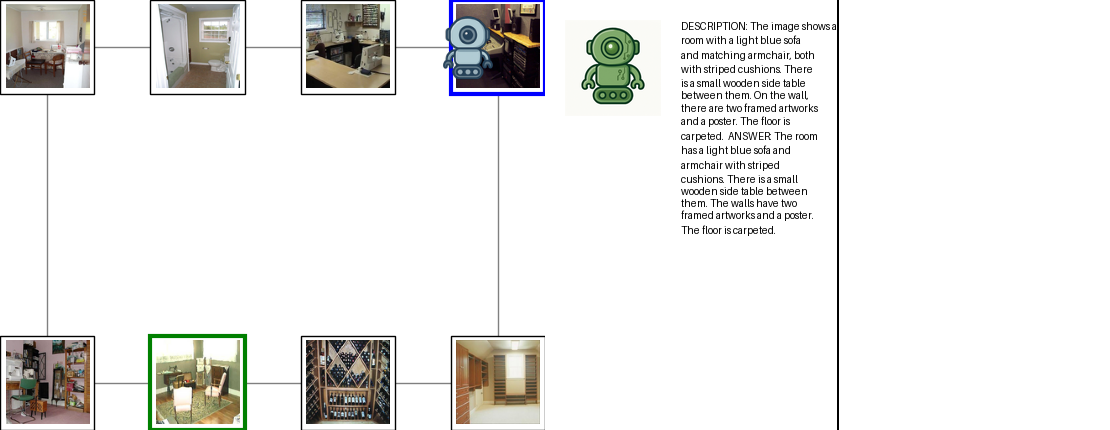 DESCRIPTION: The image shows a
room with a light blue sofa
and matching armchair, both
with striped cushions. There
is a small wooden side table
between them. On the wall,
there are two framed artworks
and a poster. The floor is
carpeted.  ANSWER: The room
has a light blue sofa and
armchair with striped
cushions. There is a small
wooden side table between
them. The walls have two
framed artworks and a poster.
The floor is carpeted.